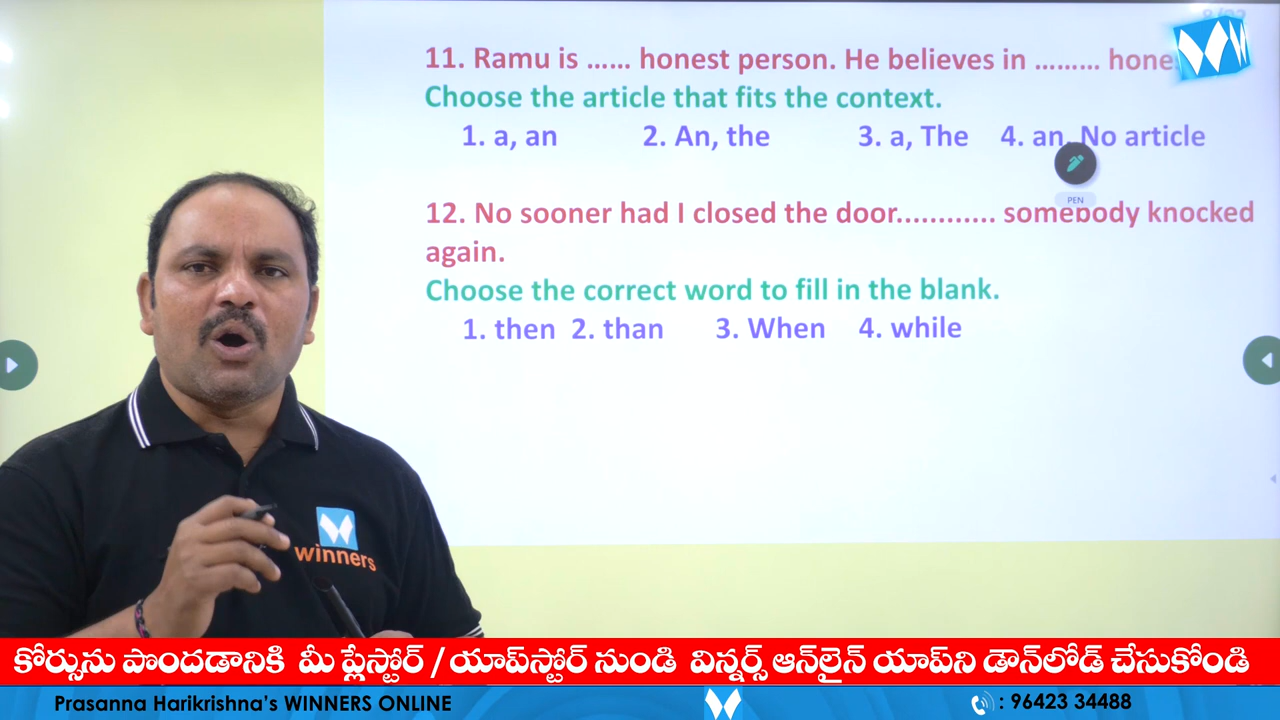 8/22
11. Ramu is ...... honest person. He believes in .........
Choose the article that fits the context.
1. a, an 2. An, the 3. a, The 4. an, No article
PEN
12. No sooner had I closed the door............ somebody knocked
again.
Choose the correct word to fill in the blank.
1. then 2. than 3. When 4. while
winners
కోర్సును పొందడానికి మీ ప్లేస్టోర్ / యాప్‌స్టోర్ నుండి విన్నర్స్ ఆన్‌లైన్ యాప్‌ని డౌన్‌లోడ్ చేసుకోండి
Prasanna Harikrishna's WINNERS ONLINE : 96423 34488